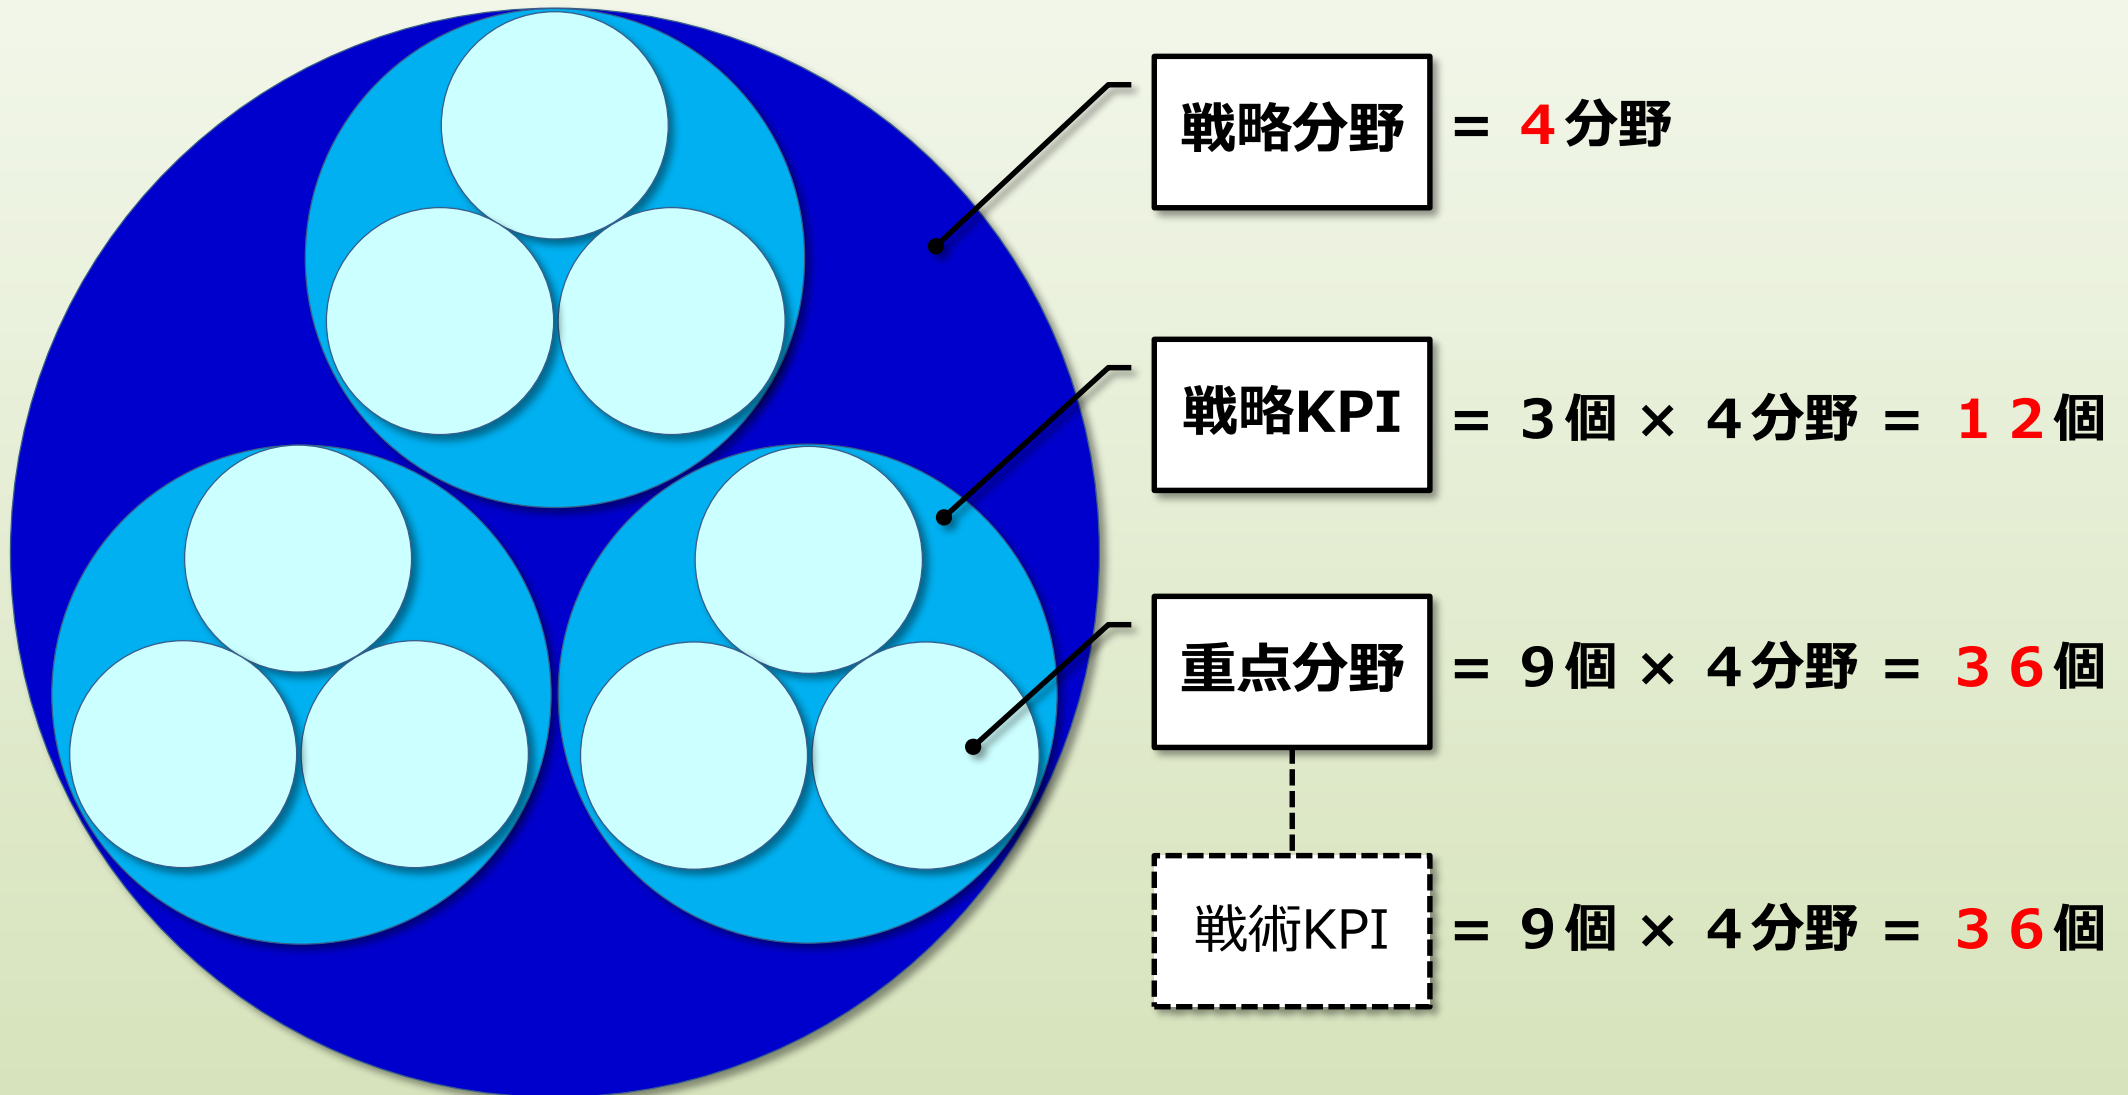 戦略分野 = 4分野
戦略KPI = 3個 × 4分野 = 12個
重点分野 = 9個 × 4分野 = 36個
戦術KPI = 9個 × 4分野 = 36個